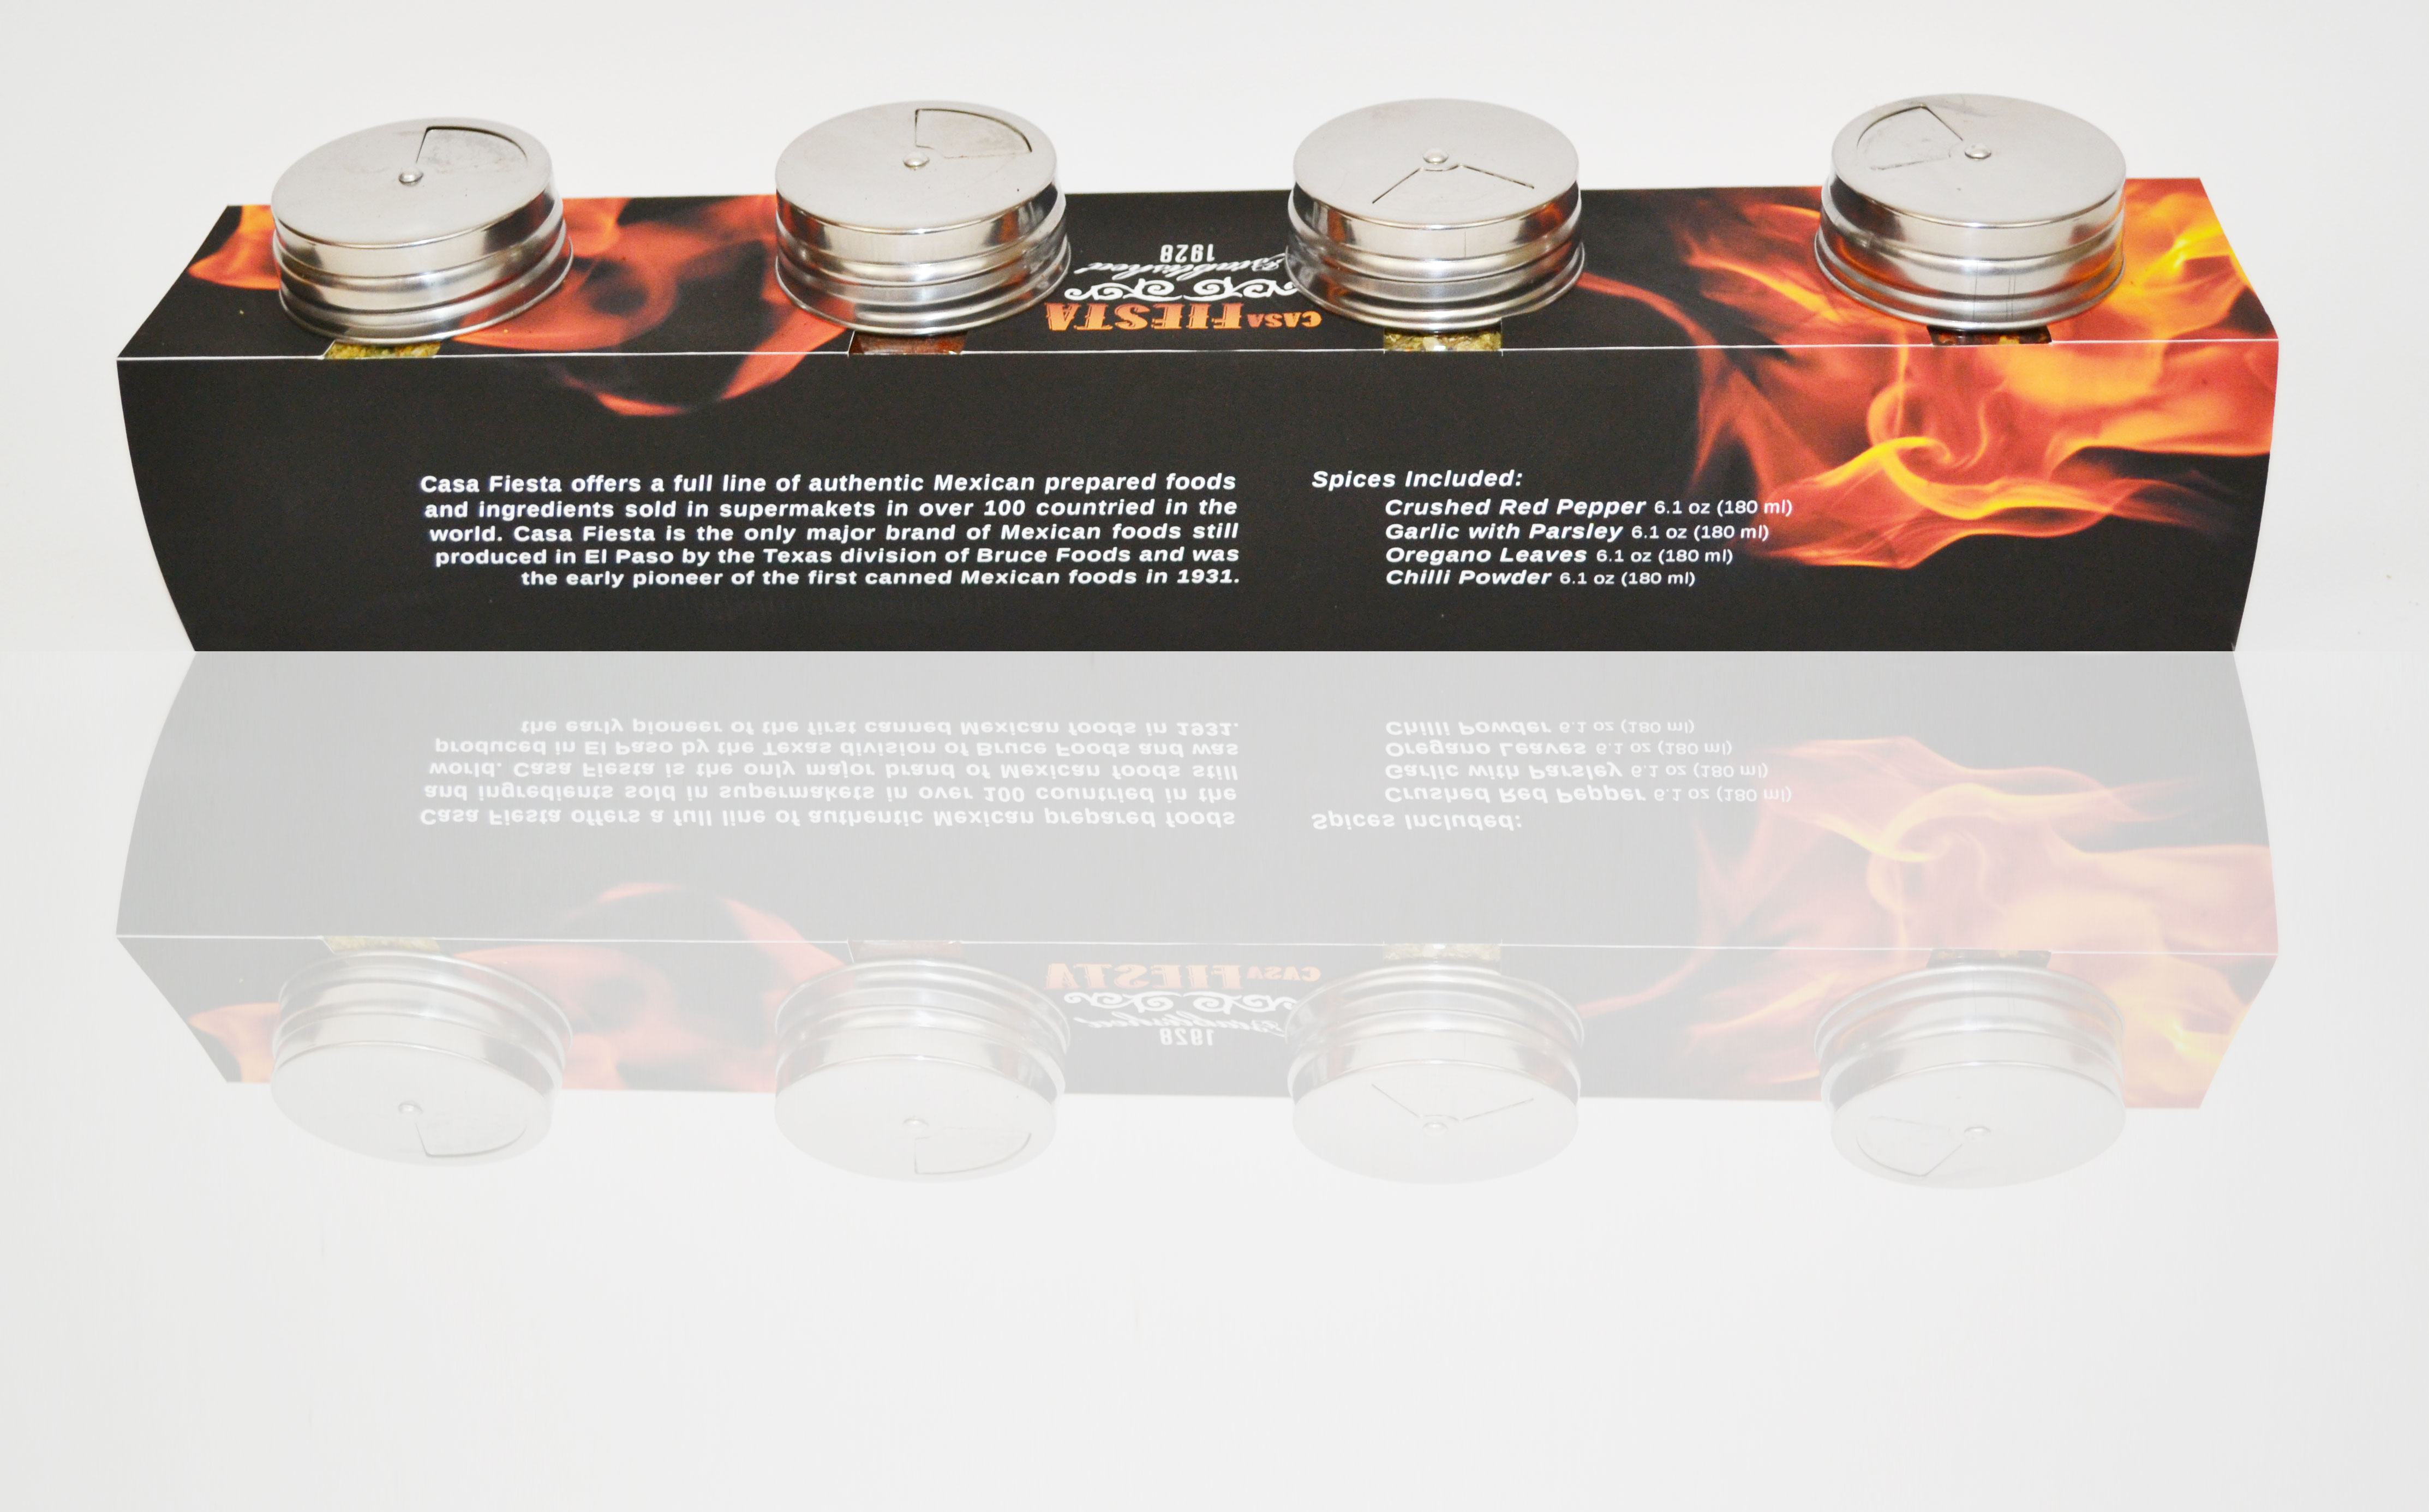 1928
Established
CASA FIESTA
Casa Fiesta offers a full line of authentic Mexican prepared foods
and ingredients sold in supermakets in over 100 countried in the
world. Casa Fiesta is the only major brand of Mexican foods still
produced in El Paso by the Texas division of Bruce Foods and was
the early pioneer of the first canned Mexican foods in 1931.
Spices Included:
Crushed Red Pepper 6.1 oz (180 ml)
Garlic with Parsley 6.1 oz (180 ml)
Oregano Leaves 6.1 oz (180 ml)
Chilli Powder 6.1 oz (180 ml)